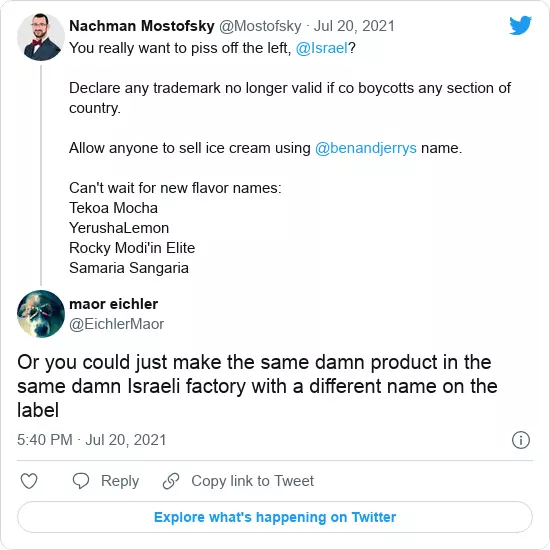 Nachman Mostofsky @Mostofsky · Jul 20, 2021
You really want to piss off the left, @Israel?
Declare any trademark no longer valid if co boycotts any section of
country.
Allow anyone to sell ice cream using @benandjerrys name.
Can't wait for new flavor names:
Tekoa Mocha
YerushaLemon
Rocky Modi'in Elite
Samaria Sangaria
maor eichler
@EichlerMaor
Or you could just make the same damn product in the
same damn Israeli factory with a different name on the
label
5:40 PM · Jul 20, 2021
Reply
Copy link to Tweet
Explore what's happening on Twitter